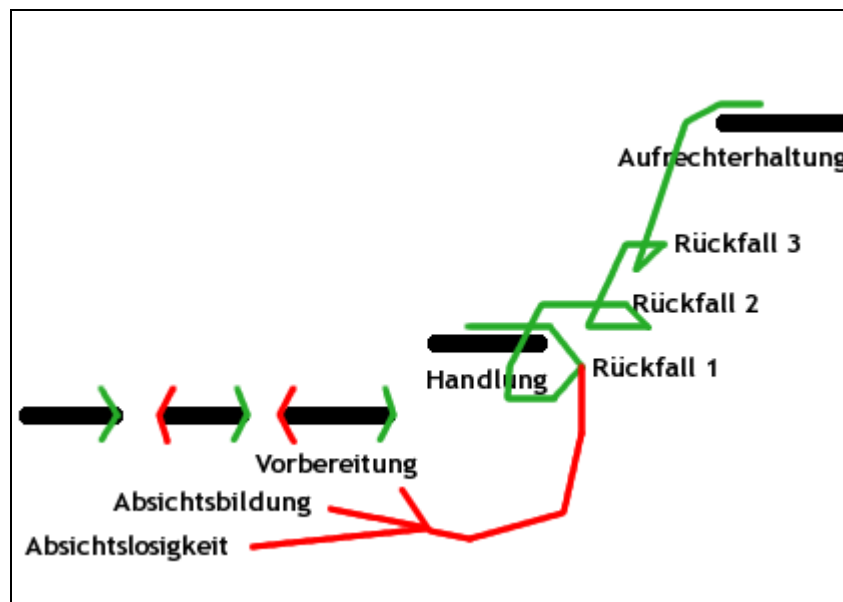 Aufrechterhaltung
Rückfall 3
Rückfall 2
Rückfall 1
Handlung
Vorbereitung
Absichtsbildung
Absichtslosigkeit